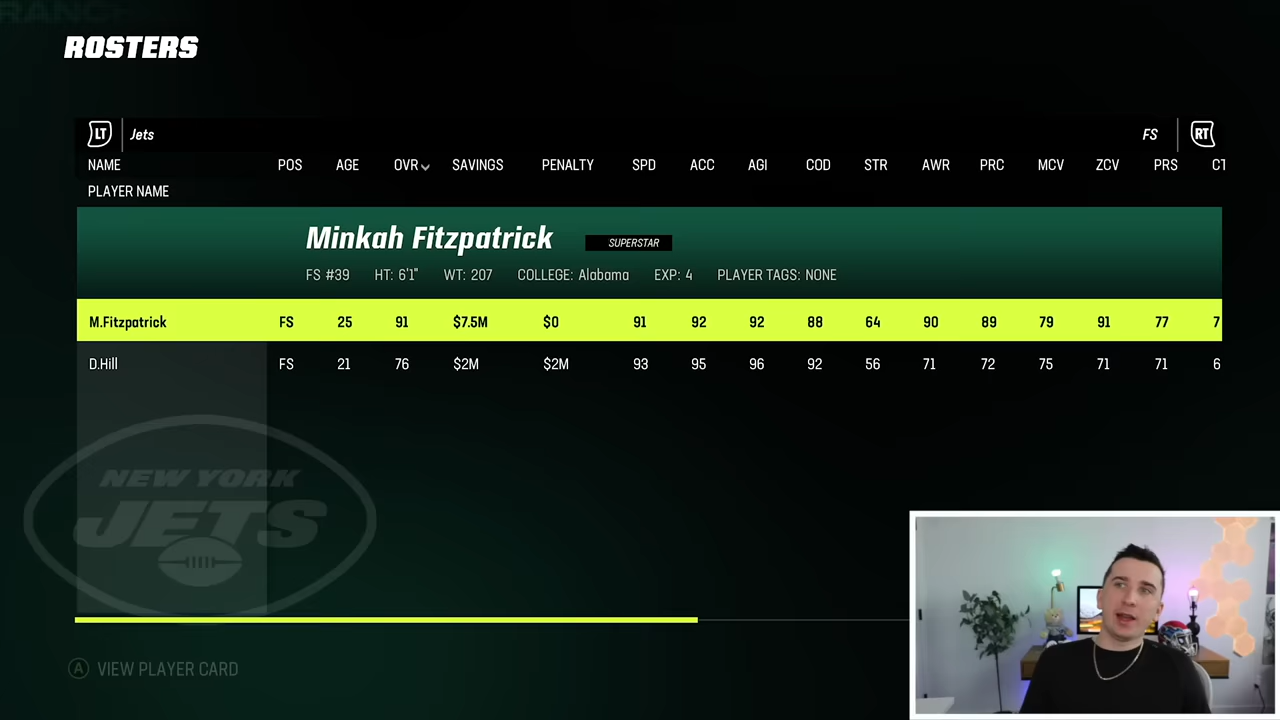 ROSTERS
LT Jets FS RT
NAME POS AGE OVR SAVINGS PENALTY SPD ACC AGI COD STR AWR PRC MCV ZCV PRS CT
PLAYER NAME
Minkah Fitzpatrick SUPERSTAR
FS #39 HT: 6'1" WT: 207 COLLEGE: Alabama EXP: 4 PLAYER TAGS: NONE
M.Fitzpatrick FS 25 91 $7.5M $0 91 92 92 88 64 90 89 79 91 77 7
D.Hill FS 21 76 $2M $2M 93 95 96 92 56 71 72 75 71 71 6
NEW YORK
JETS
A VIEW PLAYER CARD